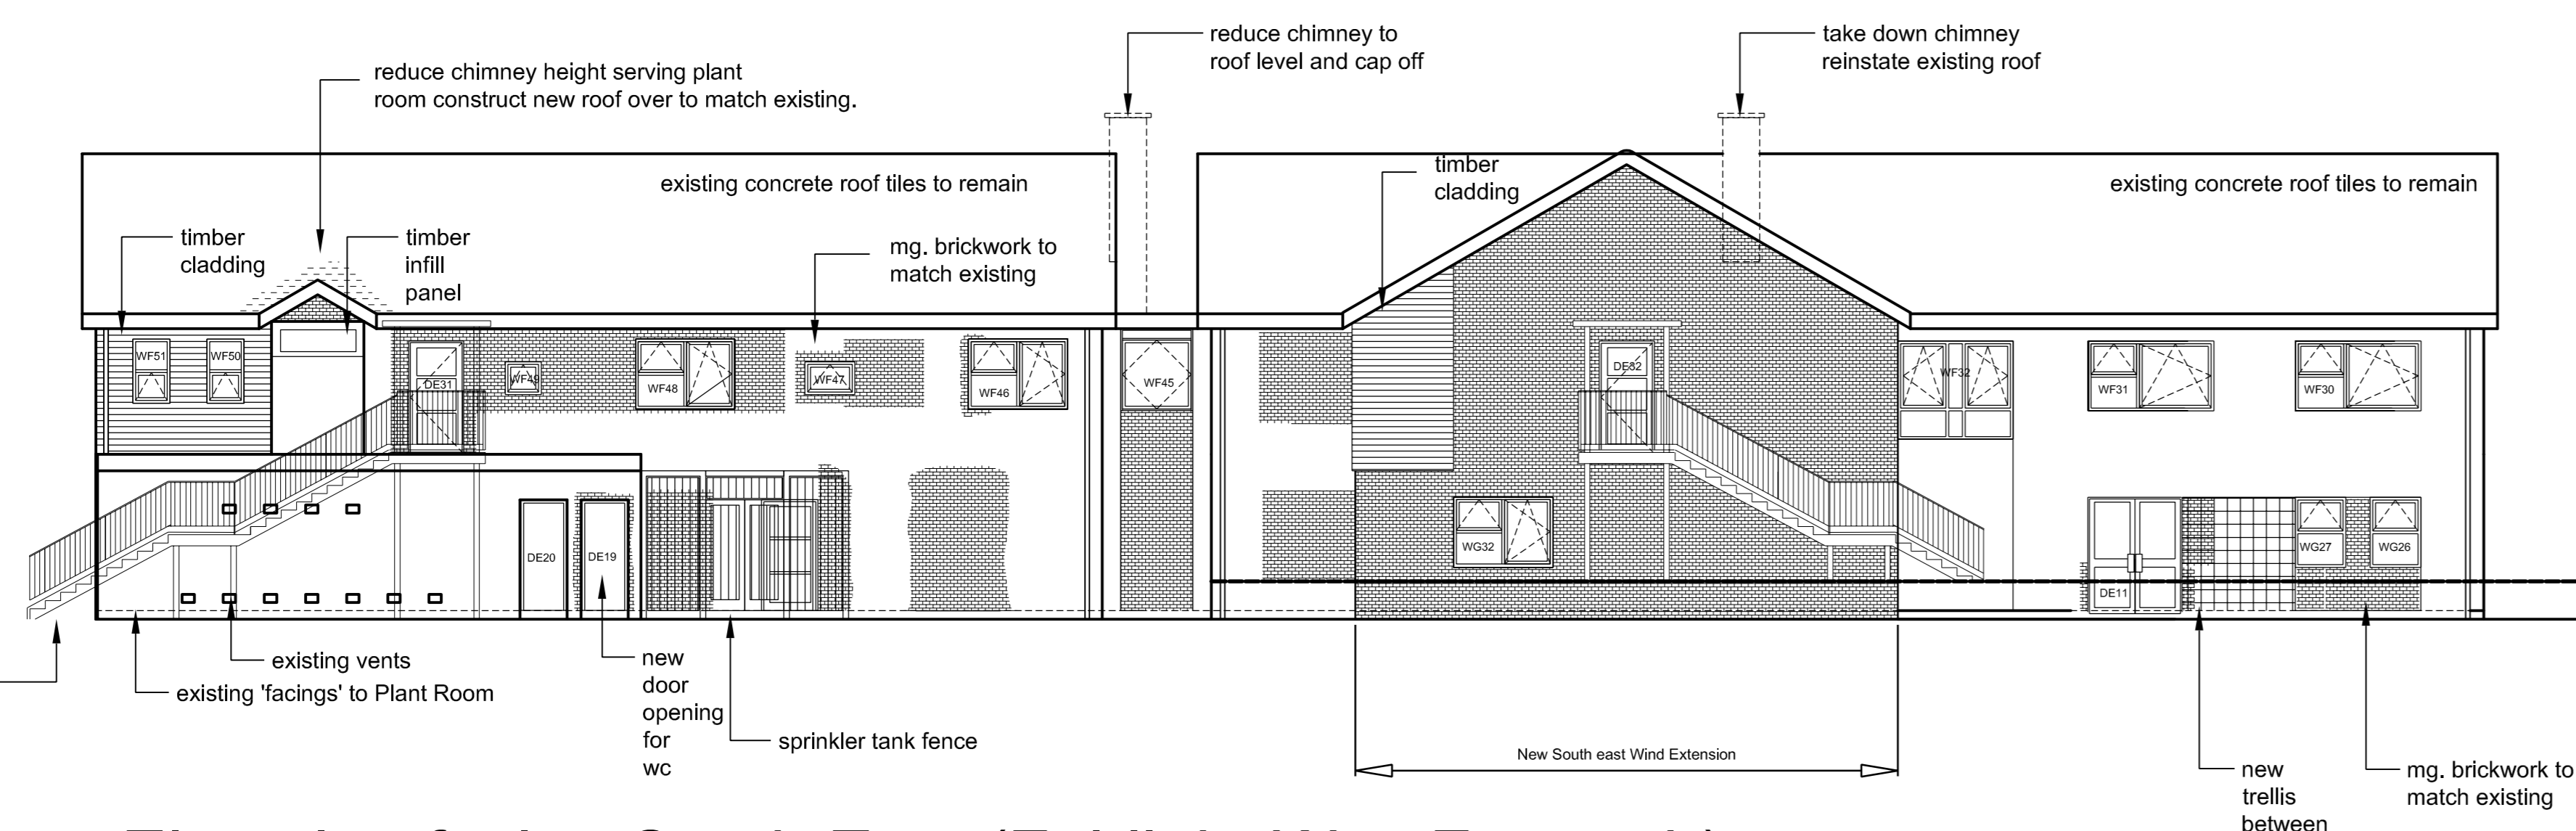 reduce chimney to
roof level and cap off
take down chimney
reinstate existing roof
reduce chimney height serving plant
room construct new roof over to match existing.
timber
cladding
existing concrete roof tiles to remain
existing concrete roof tiles to remain
timber
cladding
timber
infill
panel
mg. brickwork to
match existing
WF51
WF50
DE31
WF49
WF48
WF47
WF46
WF45
DE32
WF32
WF31
WF30
DE20
DE19
WG32
DE11
WG27
WG26
existing vents
existing 'facings' to Plant Room
new
door
opening
for
wc
sprinkler tank fence
New South east Wind Extension
new
trellis
between
mg. brickwork to
match existing